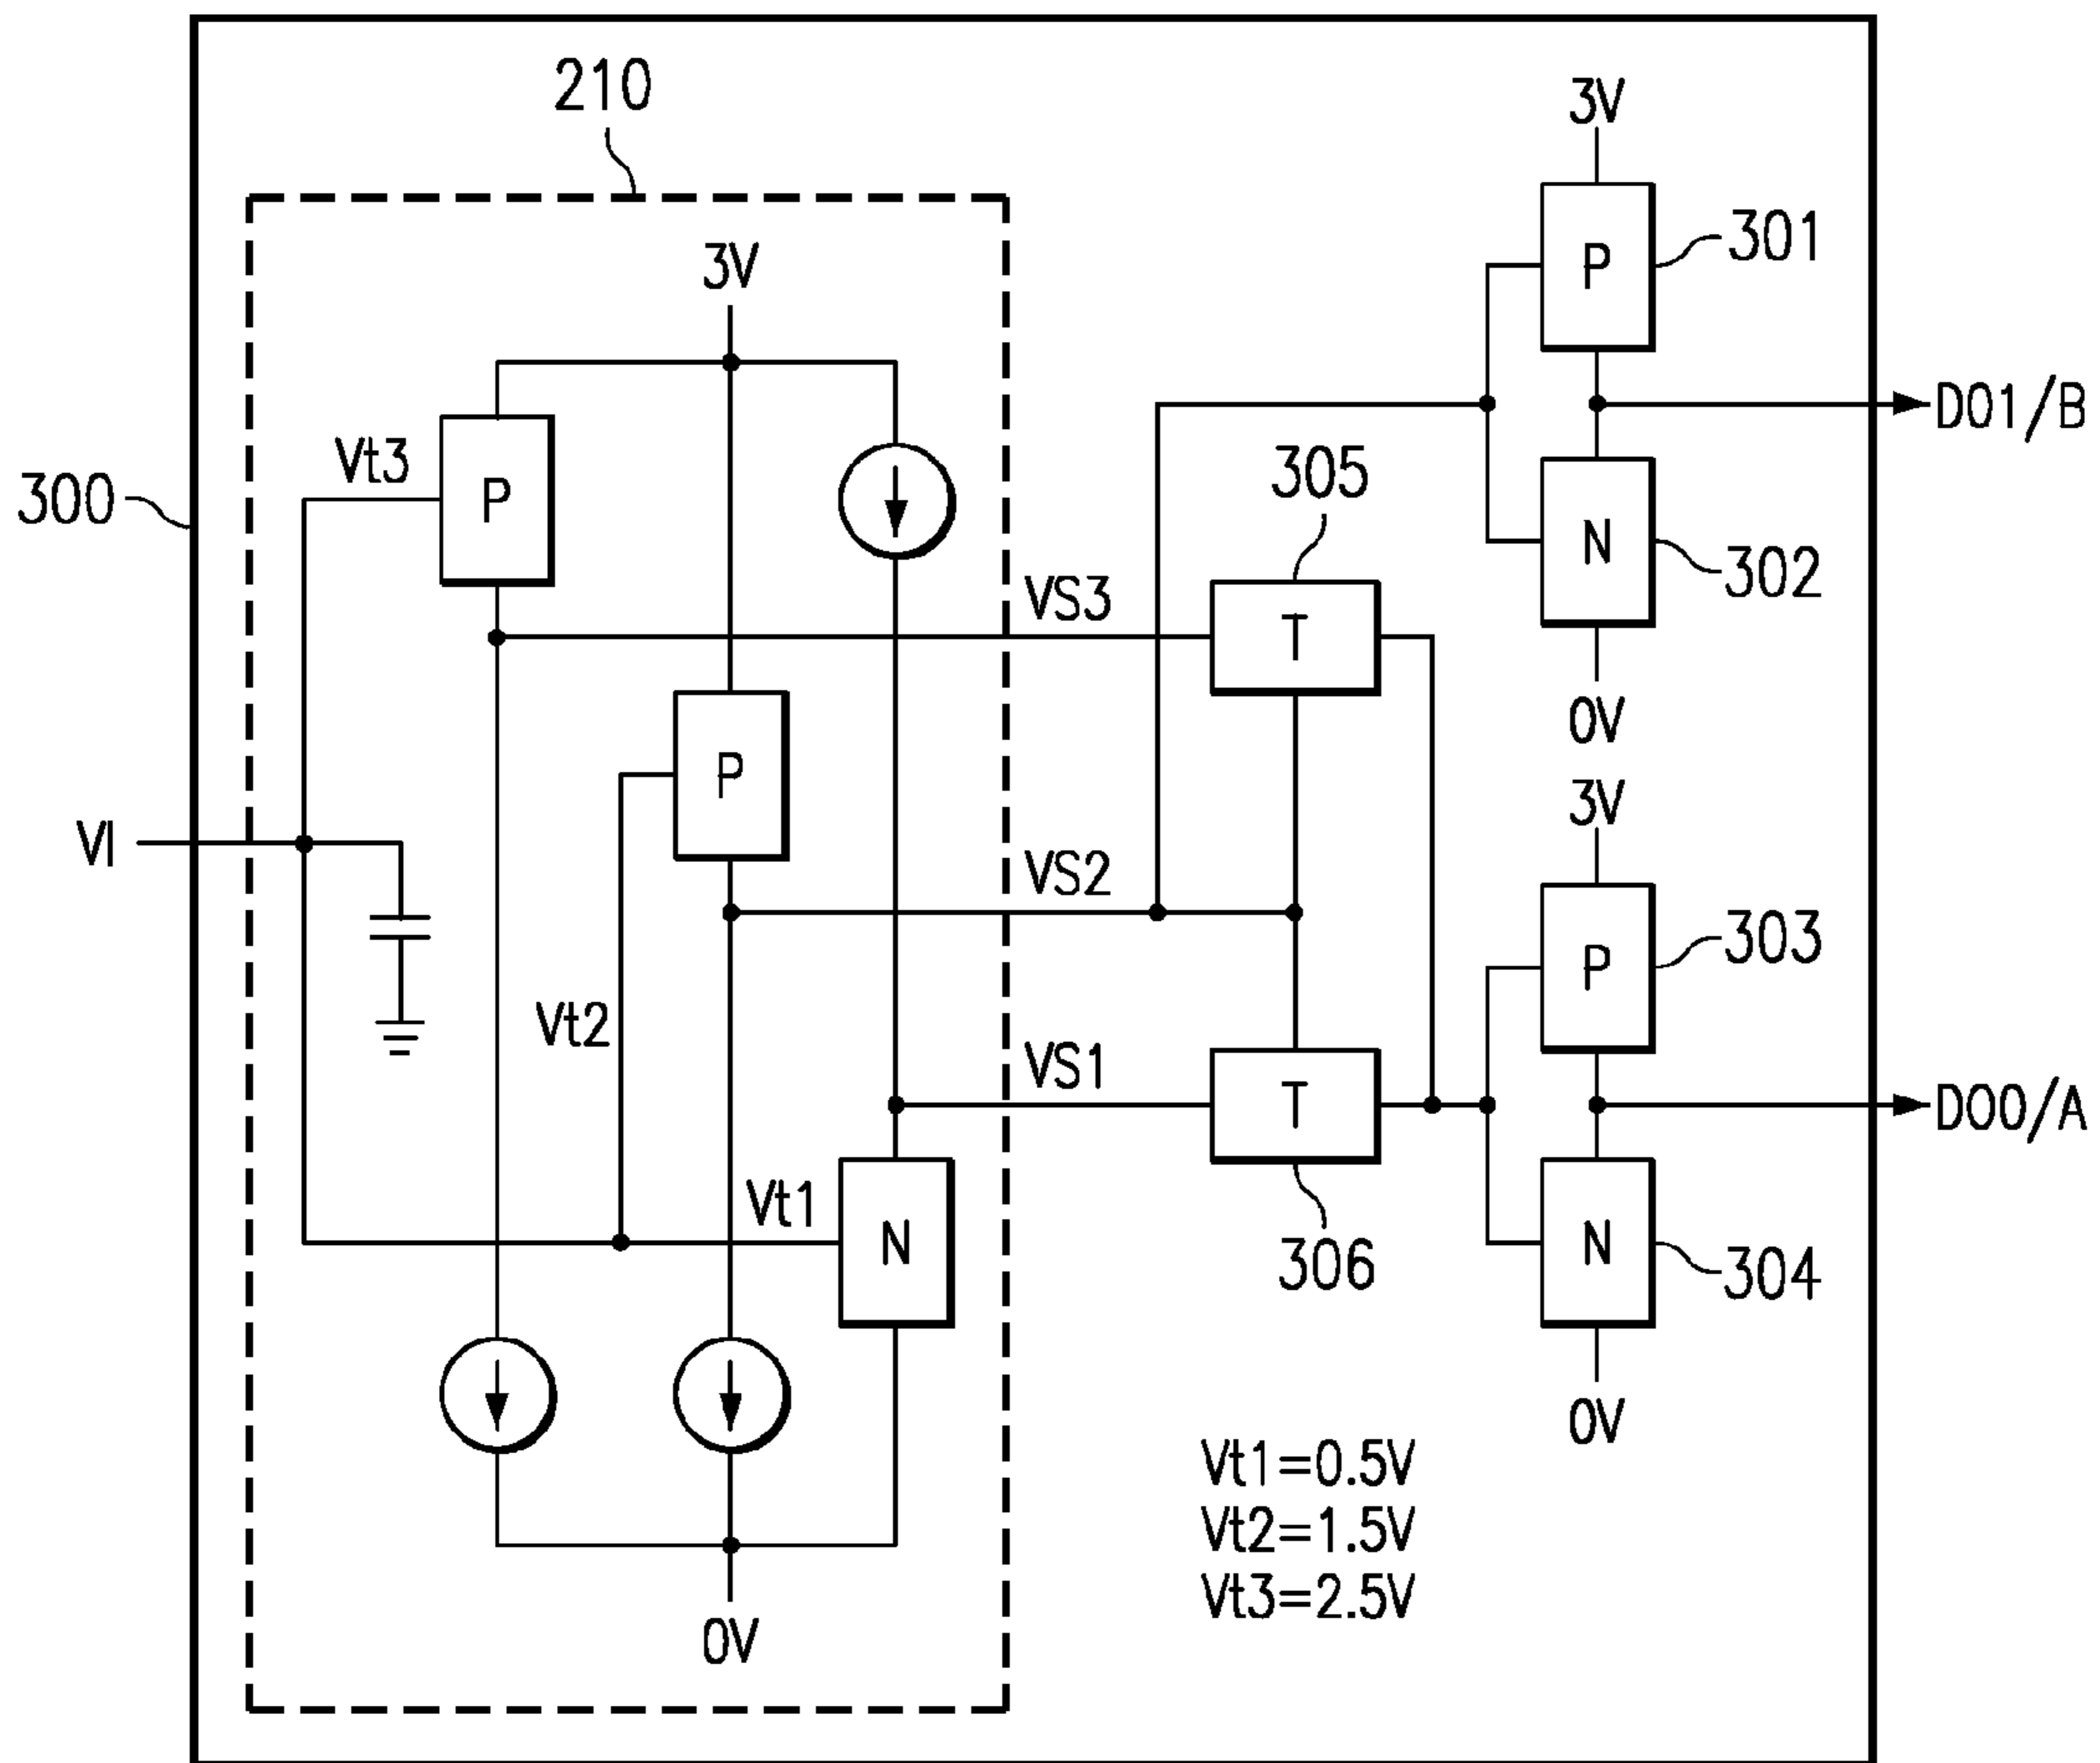 210
3V
3V
P
301
Vt3
P
D01/B
300
305
N
302
VS3
T
0V
P
3V
VI
VS2
P
303
Vt2
VS1
T
D00/A
Vt1
N
306
N
304
0V
Vt1=0.5V
Vt2=1.5V
Vt3=2.5V
0V